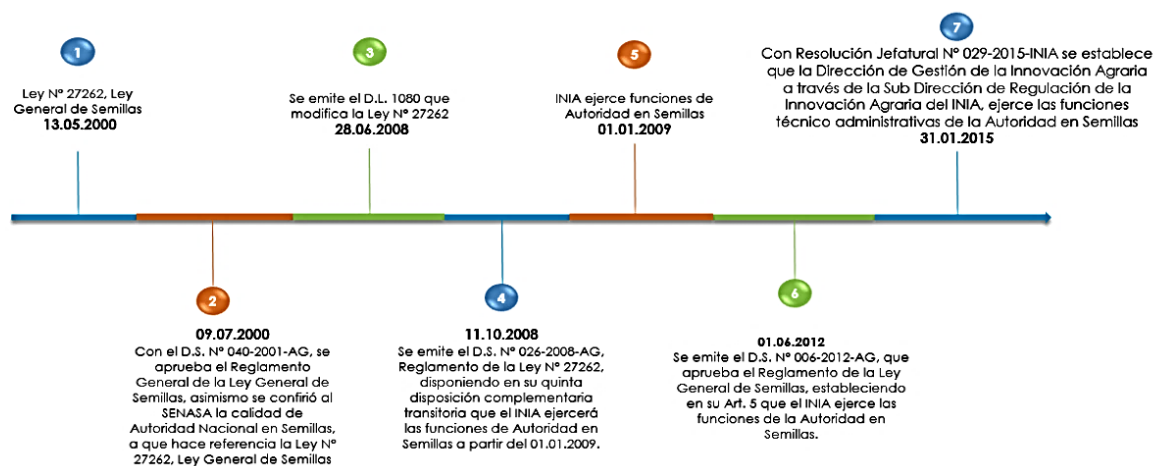 1
Ley Nº 27262, Ley
General de Semillas
13.05.2000
2
09.07.2000
Con el D.S. Nº 040-2001-AG, se
aprueba el Reglamento
General de la Ley General de
Semillas, asimismo se confirió al
SENASA la calidad de
Autoridad Nacional en Semillas,
a que hace referencia la Ley Nº
27262, Ley General de Semillas
3
Se emite el D.L. 1080 que
modifica la Ley Nº 27262
28.06.2008
4
11.10.2008
Se emite el D.S. Nº 026-2008-AG,
Reglamento de la Ley Nº 27262,
disponiendo en su quinta
disposición complementaria
transitoria que el INIA ejercerá
las funciones de Autoridad en
Semillas a partir del 01.01.2009.
5
INIA ejerce funciones de
Autoridad en Semillas
01.01.2009
6
01.06.2012
Se emite el D.S. Nº 006-2012-AG, que
aprueba el Reglamento de la Ley
General de Semillas, estableciendo
en su Art. 5 que el INIA ejerce las
funciones de la Autoridad en
Semillas.
7
Con Resolución Jefatural Nº 029-2015-INIA se establece
que la Dirección de Gestión de la Innovación Agraria
a través de la Sub Dirección de Regulación de la
Innovación Agraria del INIA, ejerce las funciones
técnico administrativas de la Autoridad en Semillas
31.01.2015